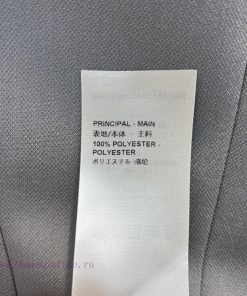 PRINCIPAL - MAIN
表地/本体 - 主料
100% POLYESTER -
POLYESTER
ポリエステル -涤纶